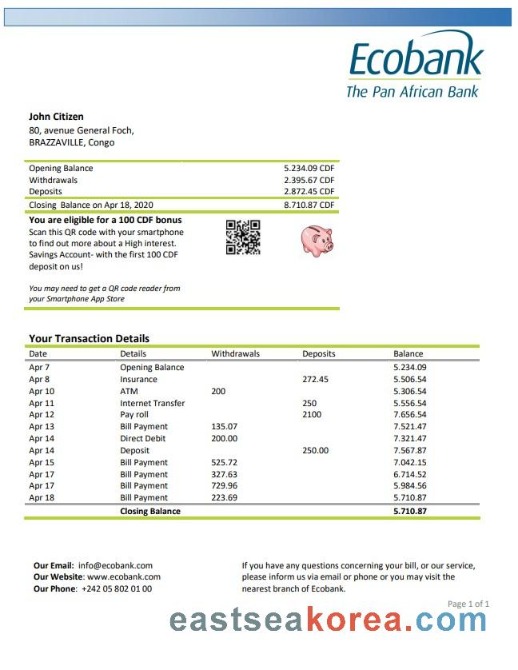 Ecobank
The Pan African Bank
John Citizen
80, avenue General Foch,
BRAZZAVILLE, Congo
Opening Balance 5.234.09 CDF
Withdrawals 2.395.67 CDF
Deposits 2.872.45 CDF
Closing Balance on Apr 18, 2020 8.710.87 CDF
You are eligible for a 100 CDF bonus
Scan this QR code with your smartphone
to find out more about a High interest.
Savings Account- with the first 100 CDF
deposit on us!
You may need to get a QR code reader from
your Smartphone App Store
Your Transaction Details
Date Details Withdrawals Deposits Balance
Apr 7 Opening Balance 5.234.09
Apr 8 Insurance 272.45 5.506.54
Apr 10 ATM 200 5.306.54
Apr 11 Internet Transfer 250 5.556.54
Apr 12 Pay roll 2100 7.656.54
Apr 13 Bill Payment 135.07 7.521.47
Apr 14 Direct Debit 200.00 7.321.47
Apr 14 Deposit 250.00 7.567.87
Apr 15 Bill Payment 525.72 7.042.15
Apr 17 Bill Payment 327.63 6.714.52
Apr 17 Bill Payment 729.96 5.984.56
Apr 18 Bill Payment 223.69 5.710.87
Closing Balance 5.710.87
Our Email: info@ecobank.com
Our Website: www.ecobank.com
Our Phone: +242 05 802 01 00
If you have any questions concerning your bill, or our service,
please inform us via email or phone or you may visit the
nearest branch of Ecobank.
Page 1 of 1
eastseakorea.com